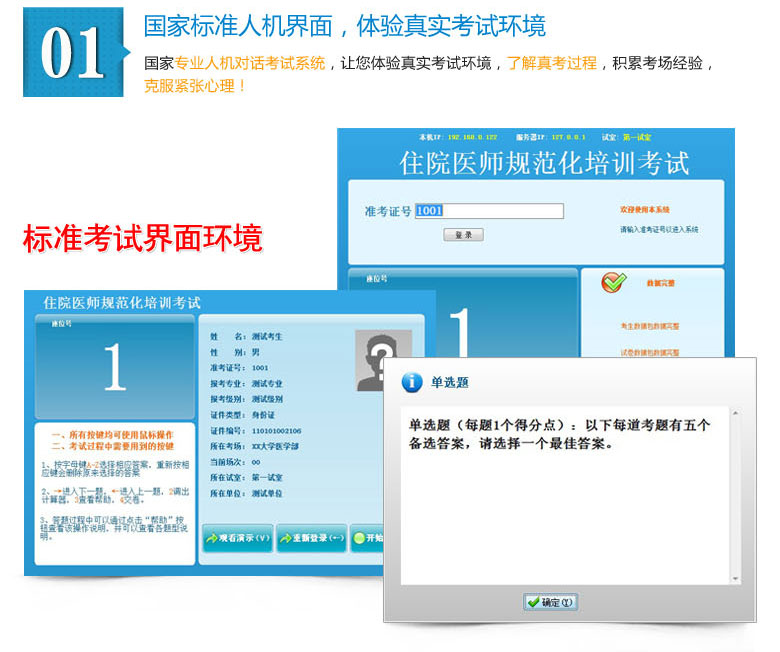 01
国家标准人机界面，体验真实考试环境
国家专业人机对话考试系统，让您体验真实考试环境，了解真考过程，积累考场经验，
克服紧张心理！
标准考试界面环境
本机IP：192.168.0.122 服务器IP：127.0.0.1 试室：第一试室
住院医师规范化培训考试
准考证号 1001
登录
欢迎使用本系统
请输入准考证号以进入系统
座位号
1
数据完整
考生数据包数据完整
试卷数据包数据完整
住院医师规范化培训考试
座位号
1
一、所有按键均可使用鼠标操作
二、考试过程中需要用到的按键
1、按字母键A-Z选择相应答案，重新按相
应键会删除原来选择的答案
2、→进入下一题，←进入上一题，2调出
计算器，3查看帮助，4交卷。
3、答题过程中可以通过点击“帮助”按
钮查看该操作说明，并可以查看各题型说
明。
姓 名：测试考生
性 别：男
准考证号：1001
报考专业：测试专业
报考级别：测试级别
证件类型：身份证
证件编号：110101002106
所在考场：XX大学医学部
当前场次：00
所在试室：第一试室
所在单位：测试单位
观看演示(V)
重新登录(←)
开始
单选题
单选题（每题1个得分点）：以下每道考题有五个
备选答案，请选择一个最佳答案。
确定(Y)